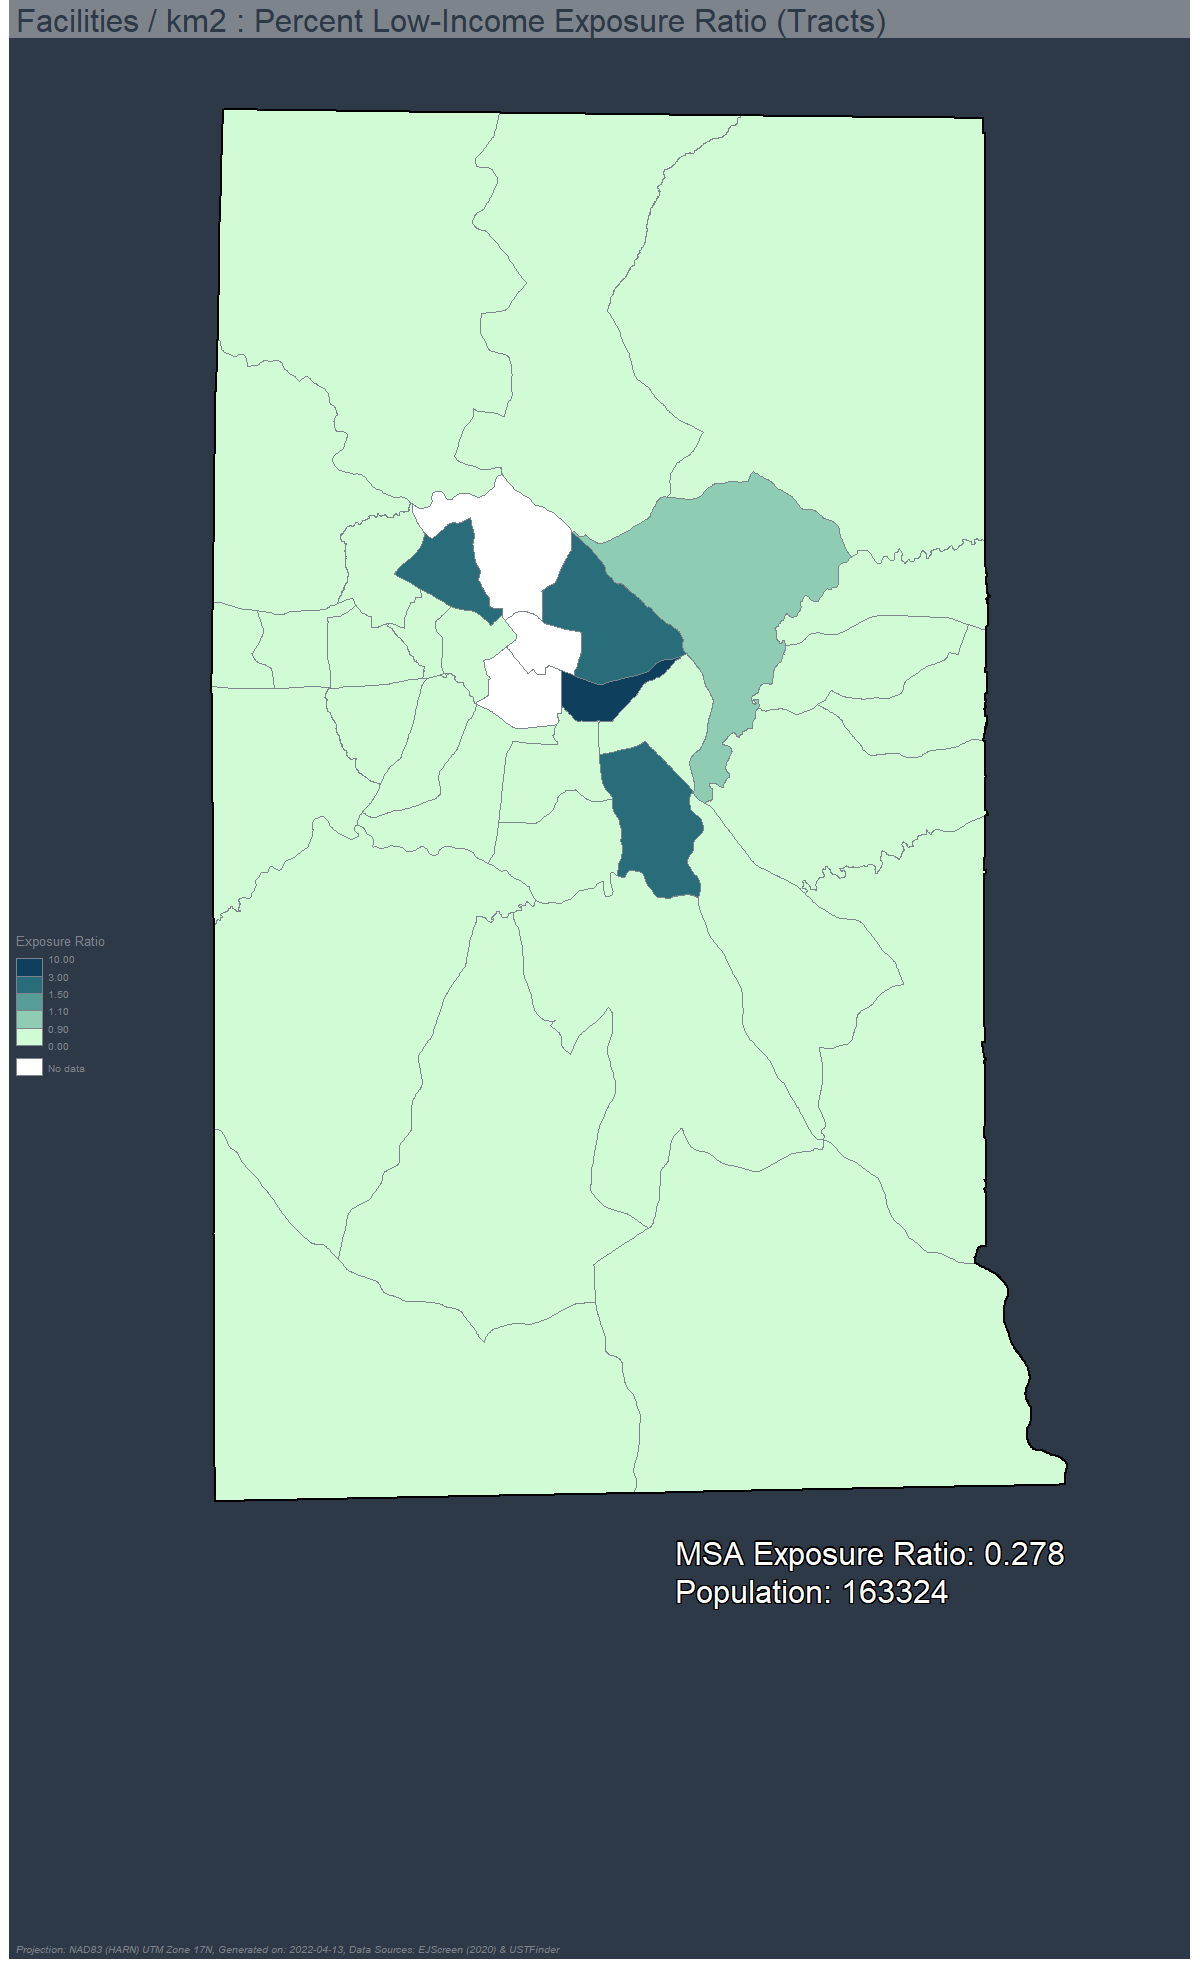 Facilities / km2 : Percent Low-Income Exposure Ratio (Tracts)
Exposure Ratio
10.00
3.00
1.50
1.10
0.90
0.00
No data
MSA Exposure Ratio: 0.278
Population: 163324
Projection: NAD83 (HARN) UTM Zone 17N, Generated on: 2022-04-13, Data Sources: EJScreen (2020) & USTFinder